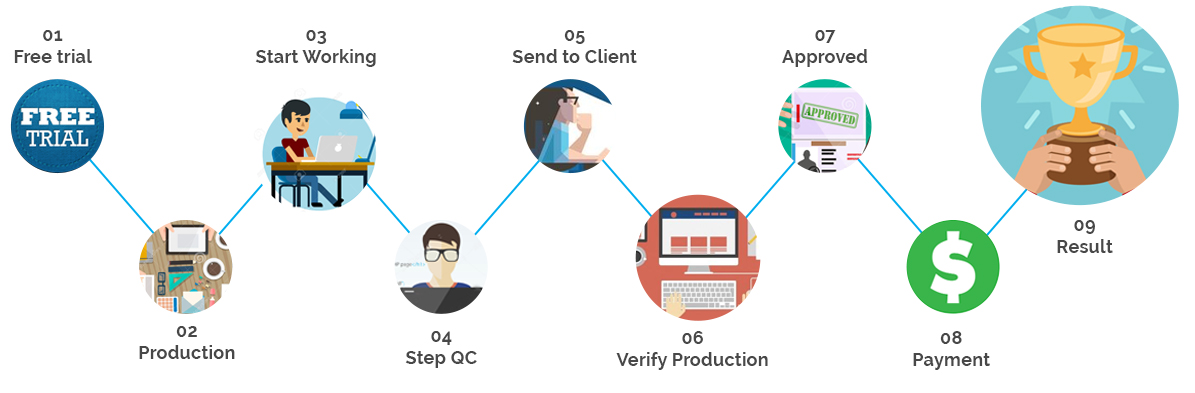 01
Free trial
FREE
TRIAL
02
Production
03
Start Working
04
Step QC
05
Send to Client
06
Verify Production
07
Approved
APPROVED
08
Payment
$
09
Result